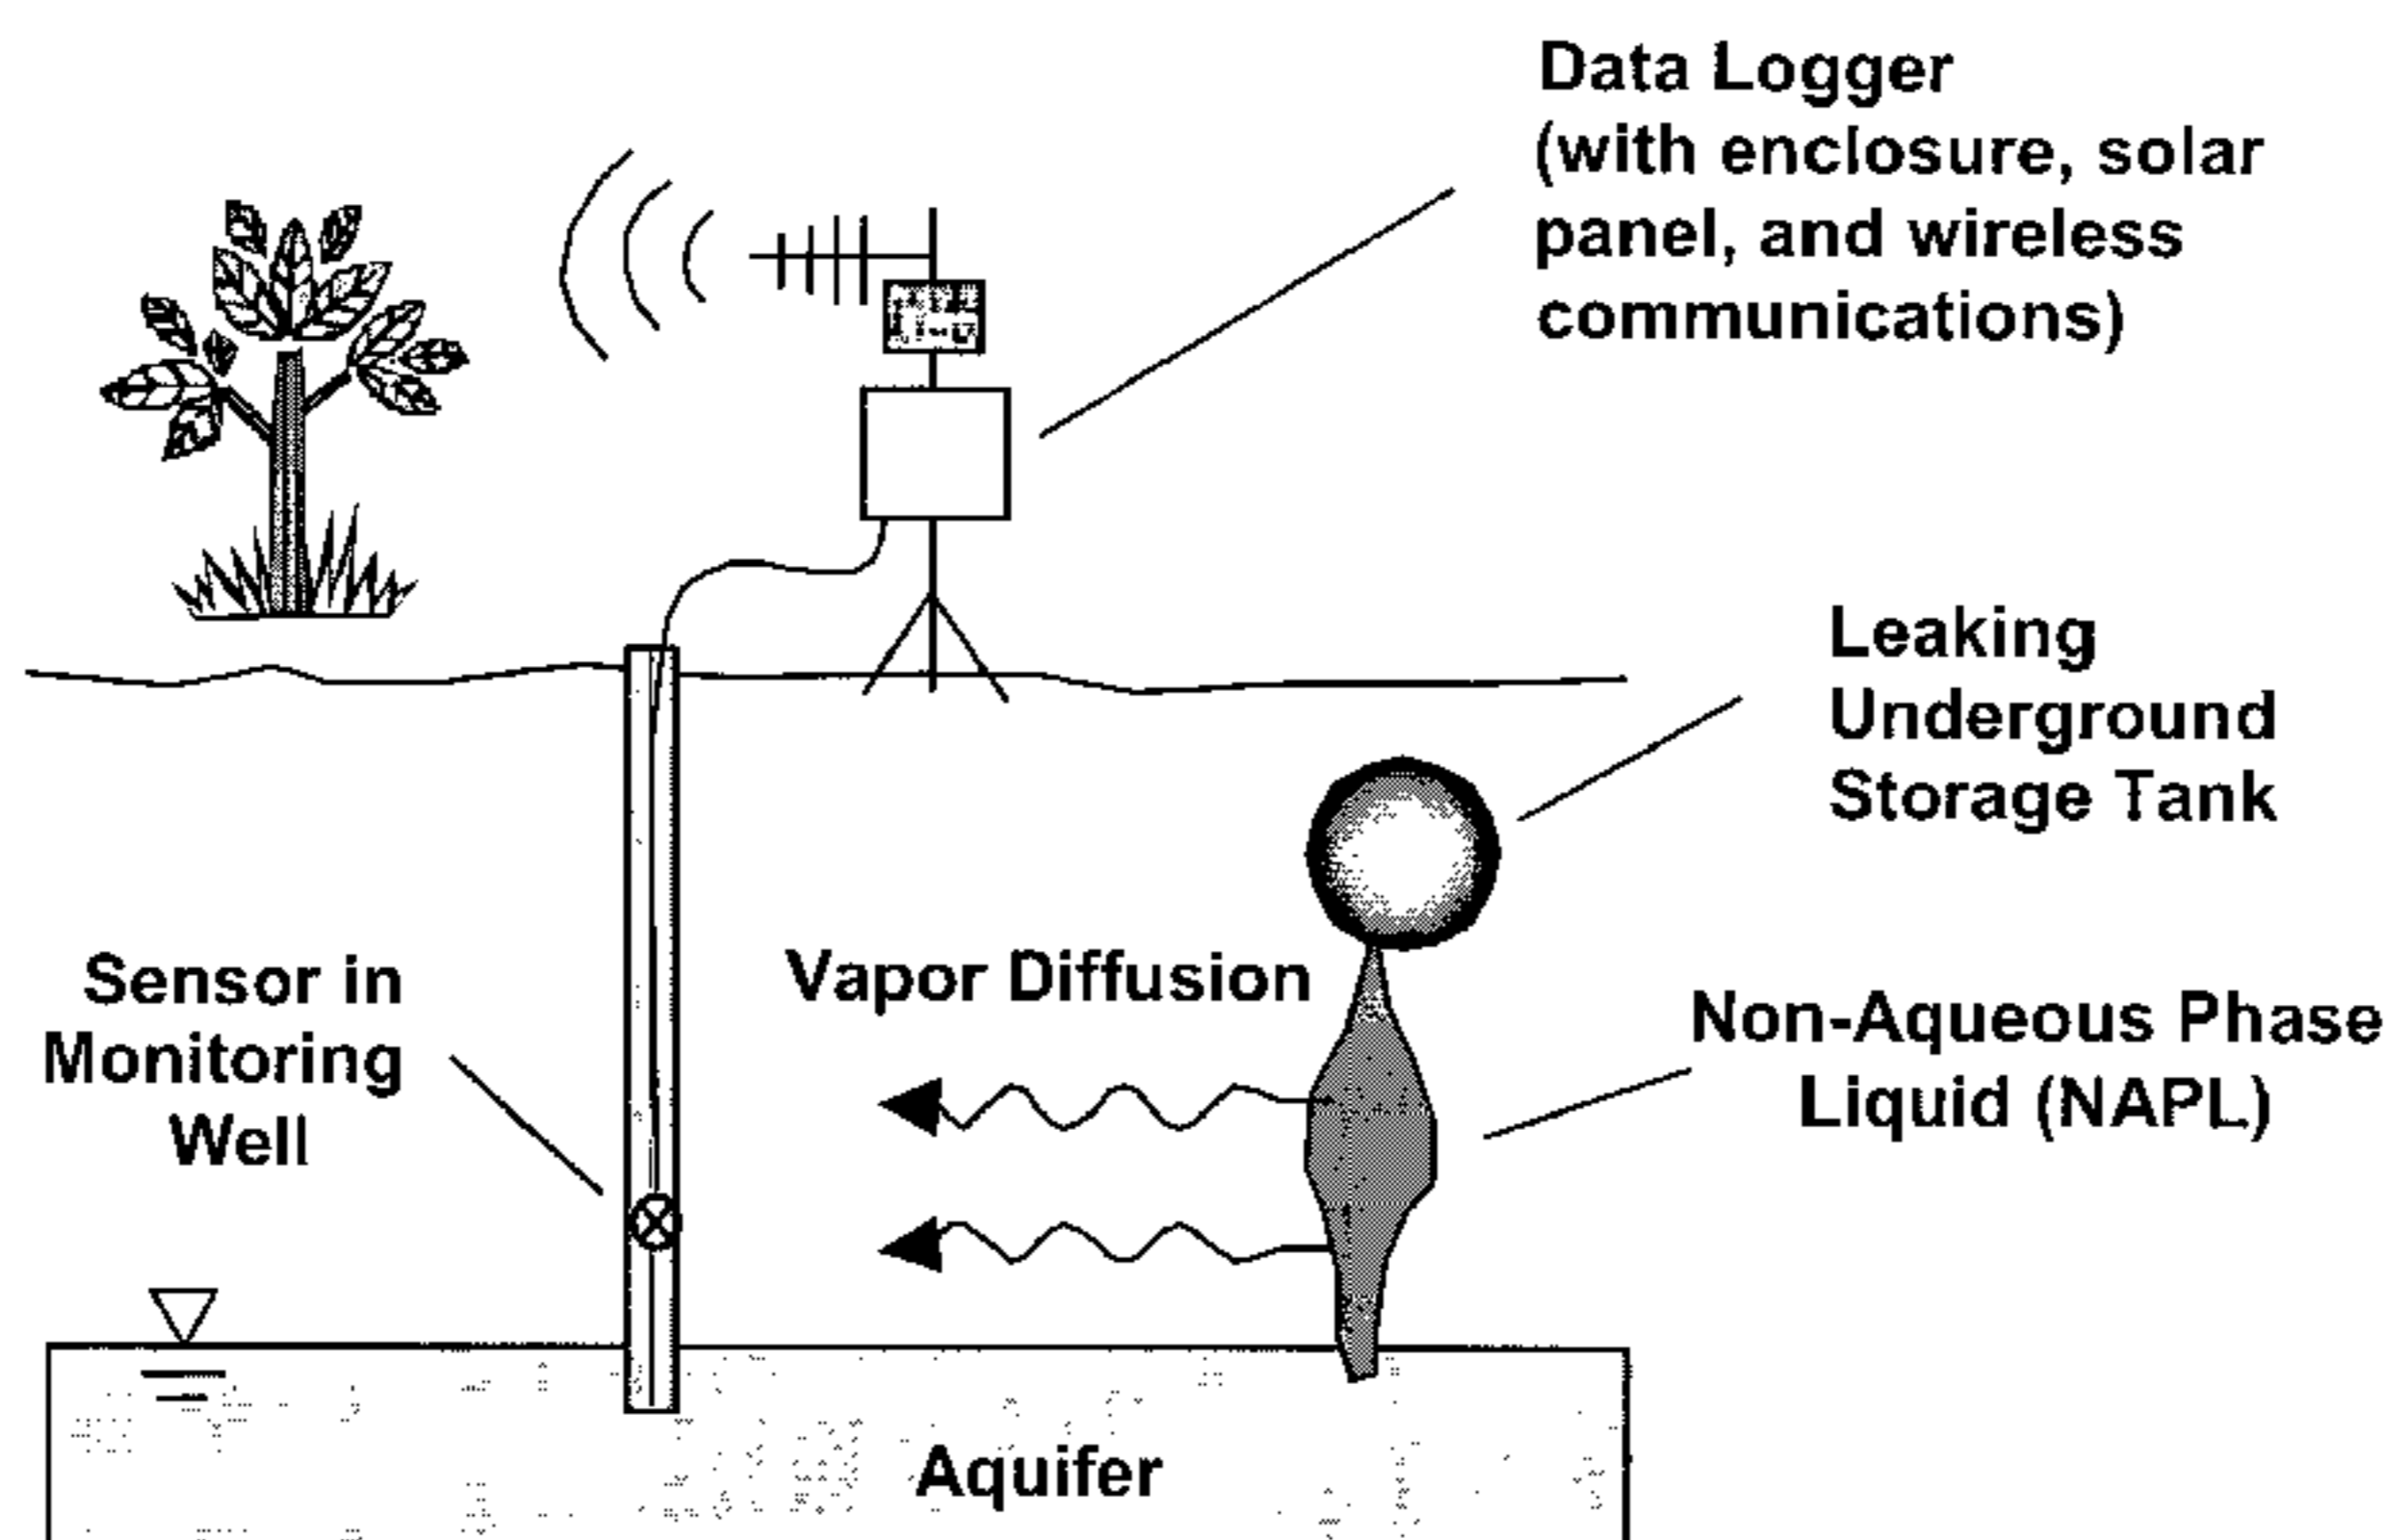 Data Logger
(with enclosure, solar
panel, and wireless
communications)
Leaking
Underground
Storage Tank
Sensor in
Monitoring
Well
Vapor Diffusion
Non-Aqueous Phase
Liquid (NAPL)
Aquifer